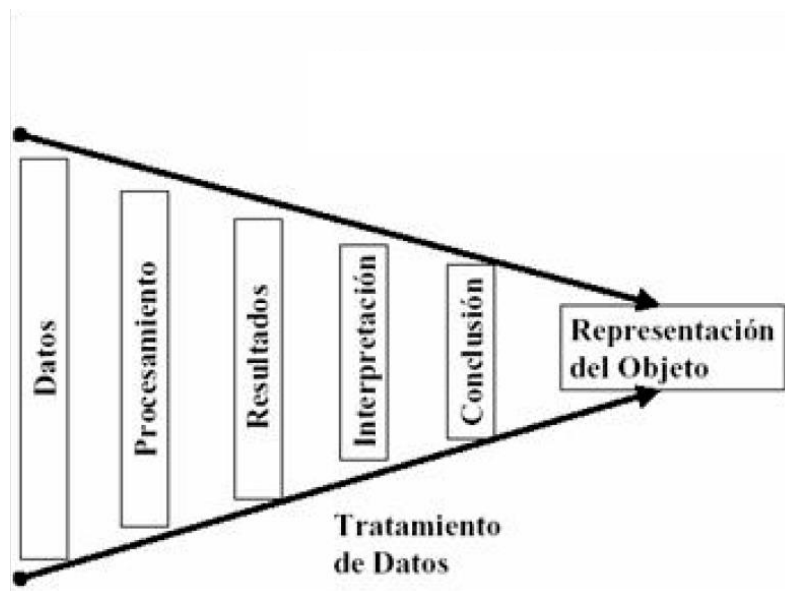 Datos
Procesamiento
Resultados
Interpretación
Conclusión
Representación
del Objeto
Tratamiento
de Datos